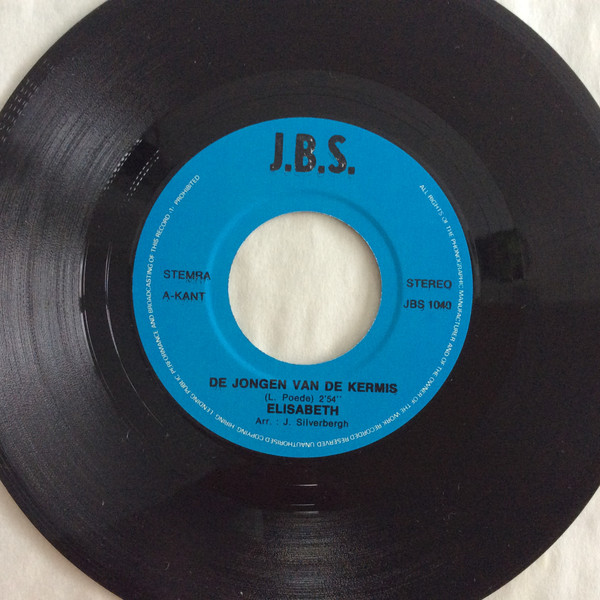 J.B.S.
STEMRA
A-KANT
STEREO
JBS 1040
DE JONGEN VAN DE KERMIS
(L. Poede) 2'54"
ELISABETH
Arr. : J. Silverbergh
ALL RIGHTS OF THE PHONOGRAPHIC MANUFACTURER AND OF THE OWNER OF THE WORK RECORDED RESERVED UNAUTHORISED COPYING HIRING LENDING PUBLIC PERFORMANCE AND BROADCASTING OF THIS RECORD PROHIBITED